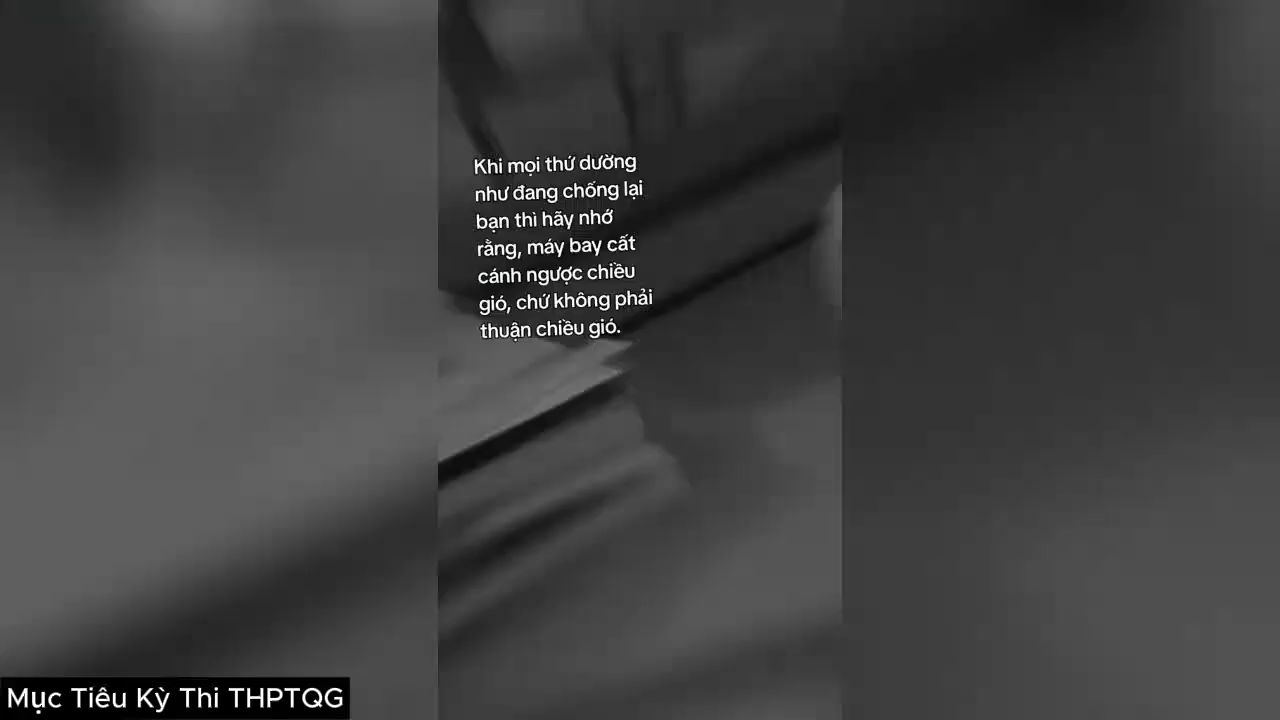 Khi mọi thứ dường
như đang chống lại
bạn thì hãy nhớ
rằng, máy bay cất
cánh ngược chiều
gió, chứ không phải
thuận chiều gió.
Mục Tiêu Kỳ Thi THPTQG